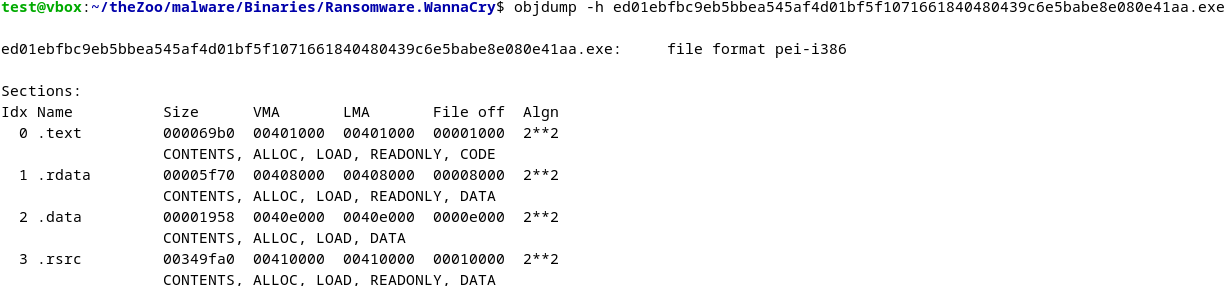 test@vbox:~/theZoo/malware/Binaries/Ransomware.WannaCry$ objdump -h ed01ebfbc9eb5bbea545af4d01bf5f1071661840480439c6e5babe8e080e41aa.exe
ed01ebfbc9eb5bbea545af4d01bf5f1071661840480439c6e5babe8e080e41aa.exe:     file format pei-i386
Sections:
Idx Name          Size      VMA       LMA       File off  Algn
  0 .text         000069b0  00401000  00401000  00001000  2**2
                  CONTENTS, ALLOC, LOAD, READONLY, CODE
  1 .rdata        00005f70  00408000  00408000  00008000  2**2
                  CONTENTS, ALLOC, LOAD, READONLY, DATA
  2 .data         00001958  0040e000  0040e000  0000e000  2**2
                  CONTENTS, ALLOC, LOAD, DATA
  3 .rsrc         00349fa0  00410000  00410000  00010000  2**2
                  CONTENTS, ALLOC, LOAD, READONLY, DATA